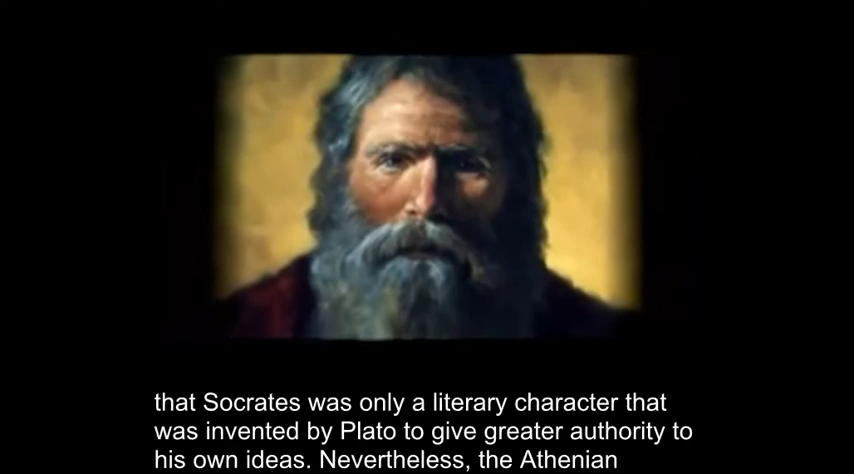 that Socrates was only a literary character that
was invented by Plato to give greater authority to
his own ideas. Nevertheless, the Athenian